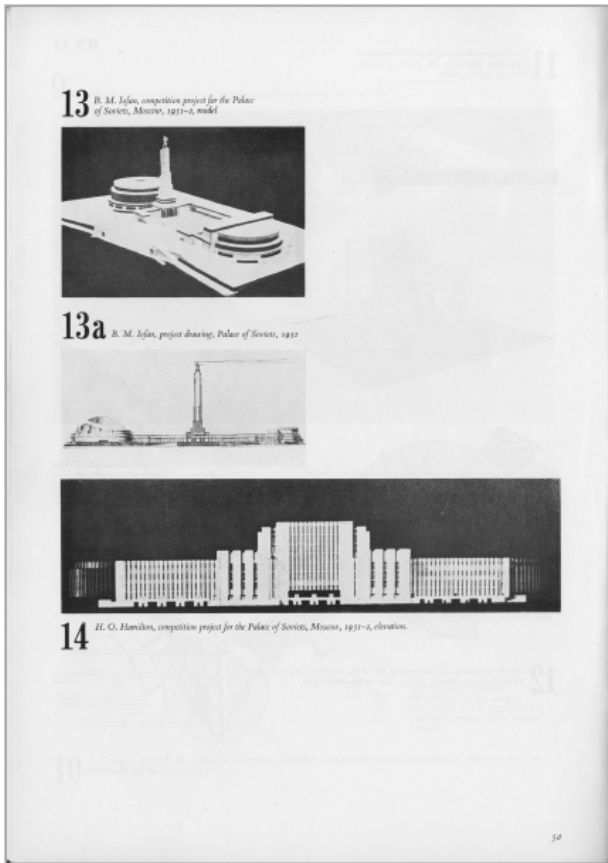 13 B. M. Iofan, competition project for the Palace
of Soviets, Moscow, 1931–2, model
13a B. M. Iofan, project drawing, Palace of Soviets, 1931
14 H. O. Hamilton, competition project for the Palace of Soviets, Moscow, 1931–2, elevation.
50